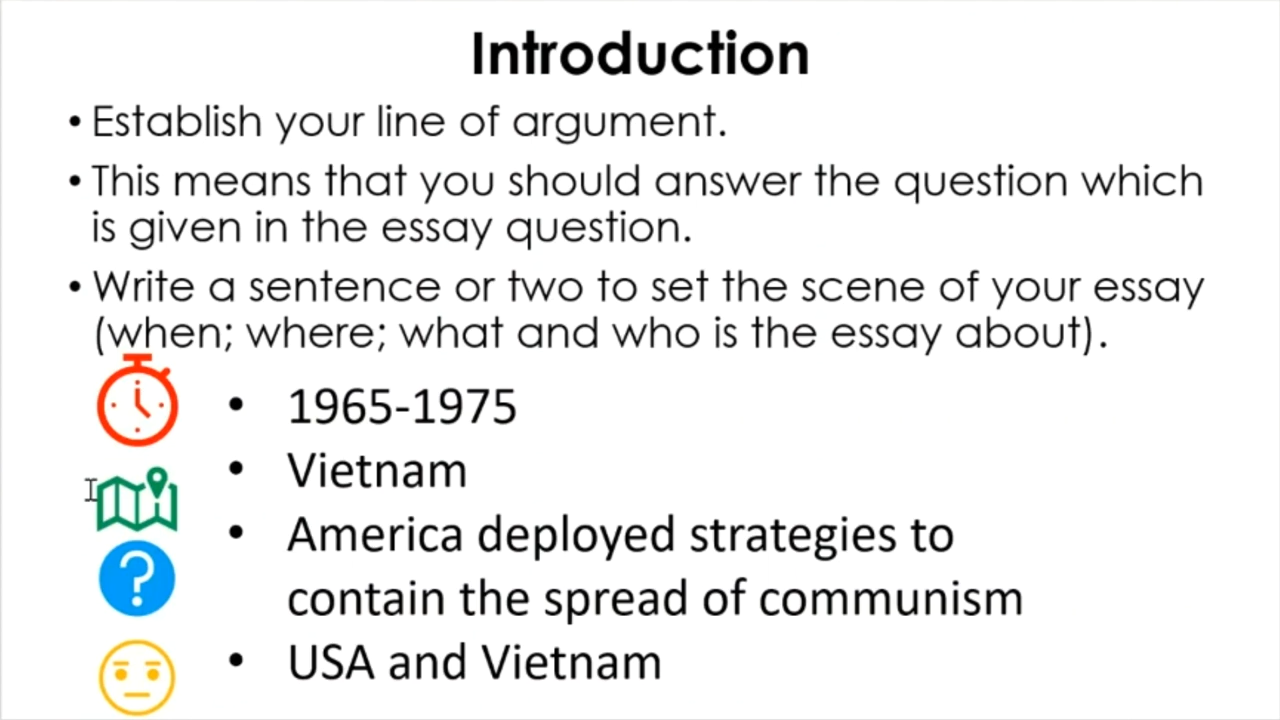 Introduction
• Establish your line of argument.
• This means that you should answer the question which
is given in the essay question.
• Write a sentence or two to set the scene of your essay
(when; where; what and who is the essay about).
• 1965-1975
• Vietnam
• America deployed strategies to
contain the spread of communism
• USA and Vietnam